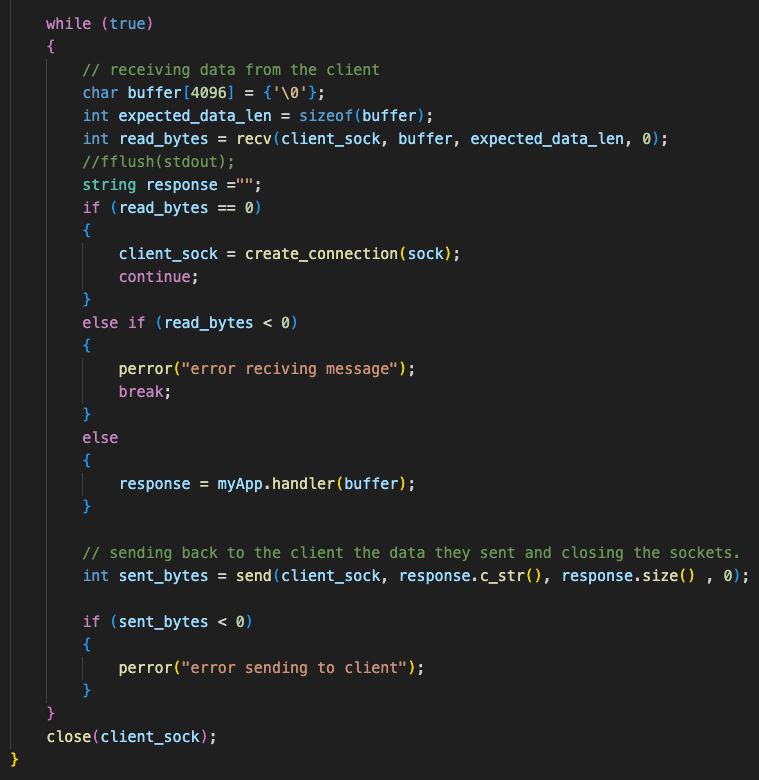 while (true)
{
// receiving data from the client
char buffer[4096] = {'\0'};
int expected_data_len = sizeof(buffer);
int read_bytes = recv(client_sock, buffer, expected_data_len, 0);
//fflush(stdout);
string response ="";
if (read_bytes == 0)
{
client_sock = create_connection(sock);
continue;
}
else if (read_bytes < 0)
{
perror("error reciving message");
break;
}
else
{
response = myApp.handler(buffer);
}
// sending back to the client the data they sent and closing the sockets.
int sent_bytes = send(client_sock, response.c_str(), response.size() , 0);
if (sent_bytes < 0)
{
perror("error sending to client");
}
}
close(client_sock);
}